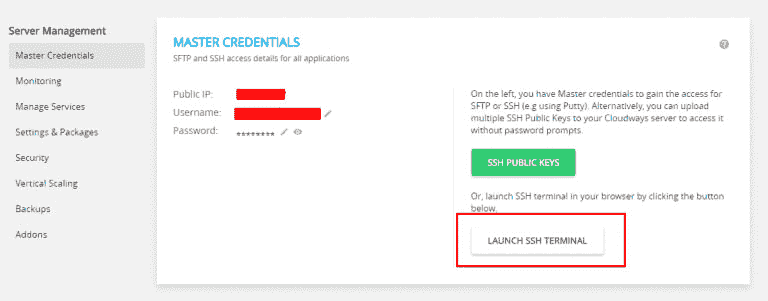 Server Management
Master Credentials
Monitoring
Manage Services
Settings & Packages
Security
Vertical Scaling
Backups
Addons
MASTER CREDENTIALS
SFTP and SSH access details for all applications
?
Public IP:
Username:
Password: ********
On the left, you have Master credentials to gain the access for
SFTP or SSH (e.g using Putty). Alternatively, you can upload
multiple SSH Public Keys to your Cloudways server to access it
without password prompts.
SSH PUBLIC KEYS
Or, launch SSH terminal in your browser by clicking the button
below.
LAUNCH SSH TERMINAL